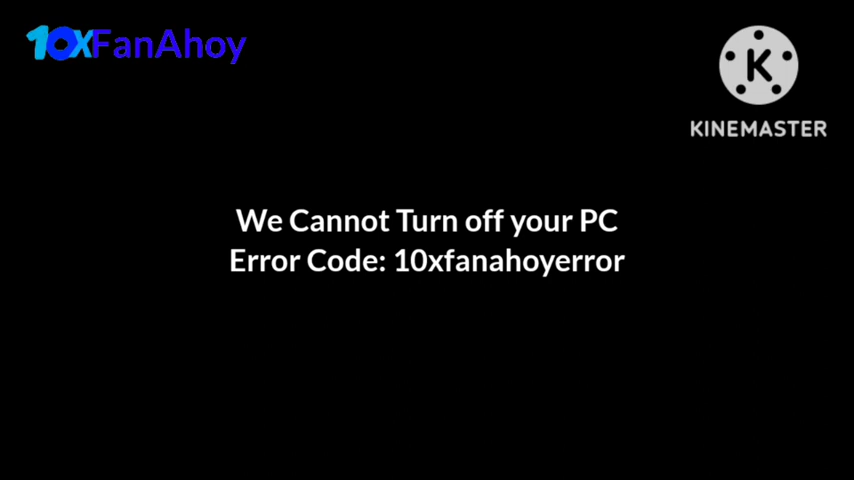 10xFanAhoy
K
KINEMASTER
We Cannot Turn off your PC
Error Code: 10xfanahoyerror